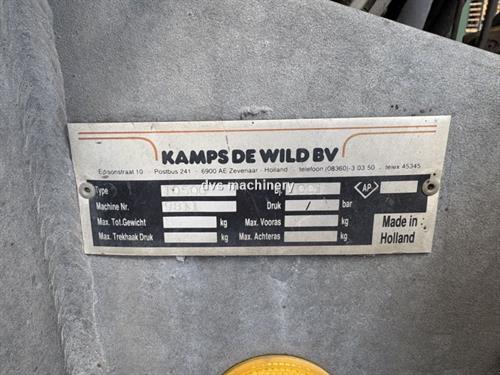 KAMPS DE WILD BV
Edisonstraat 10 - Postbus 241 - 6900 AE Zevenaar - Holland - telefoon (08360)-3 03 50 - telex 45345
Type AP
dvs machinery
Machine Nr. Druk / bar
Max. Tot. Gewicht kg Max. Vooras kg
Max. Trekhaak Druk kg Max. Achteras kg
Made in
Holland